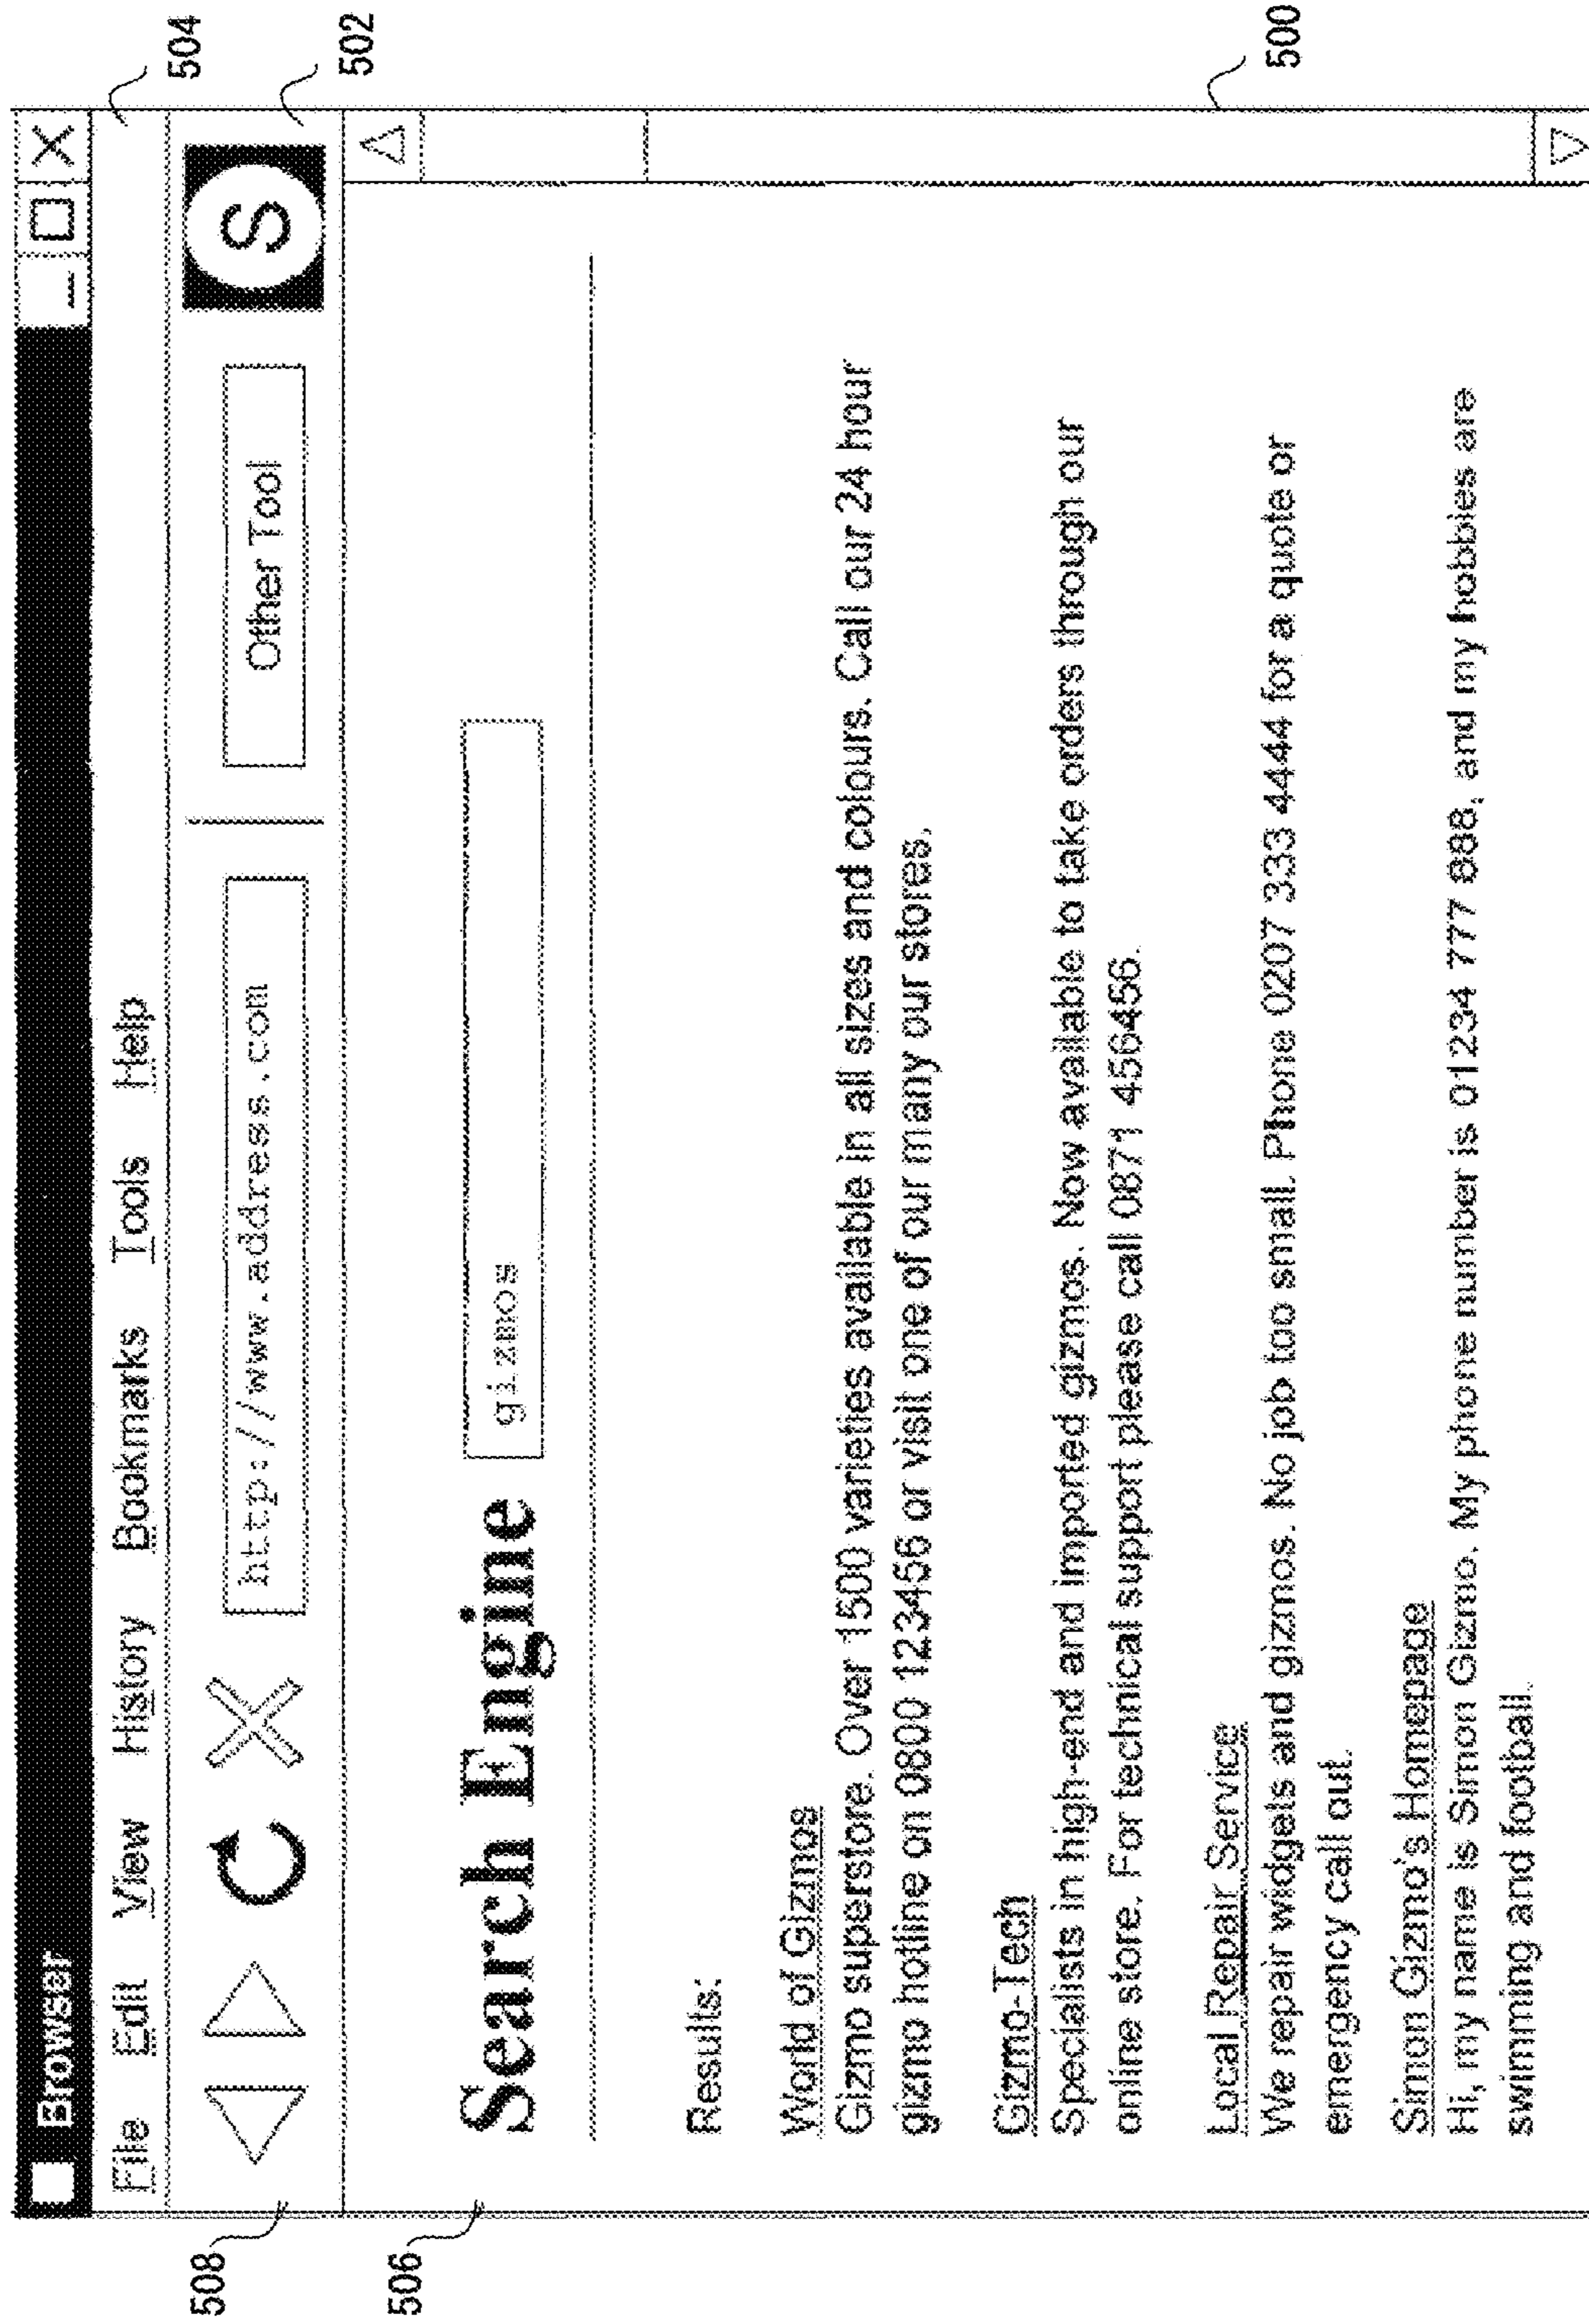 Browser
File Edit View History Bookmarks Tools Help
504
508
http://www.address.com
Other Tool
S
502
506
Search Engine
gizmos
Results:
World of Gizmos
Gizmo superstore. Over 1500 varieties available in all sizes and colours. Call our 24 hour
gizmo hotline on 0800 123456 or visit one of our many our stores.
Gizmo-Tech
Specialists in high-end and imported gizmos. Now available to take orders through our
online store. For technical support please call 0871 456456.
Local Repair Service
We repair widgets and gizmos. No job too small. Phone 0207 333 4444 for a quote or
emergency call out.
Simon Gizmo's Homepage
Hi, my name is Simon Gizmo. My phone number is 01234 777 888, and my hobbies are
swimming and football.
500